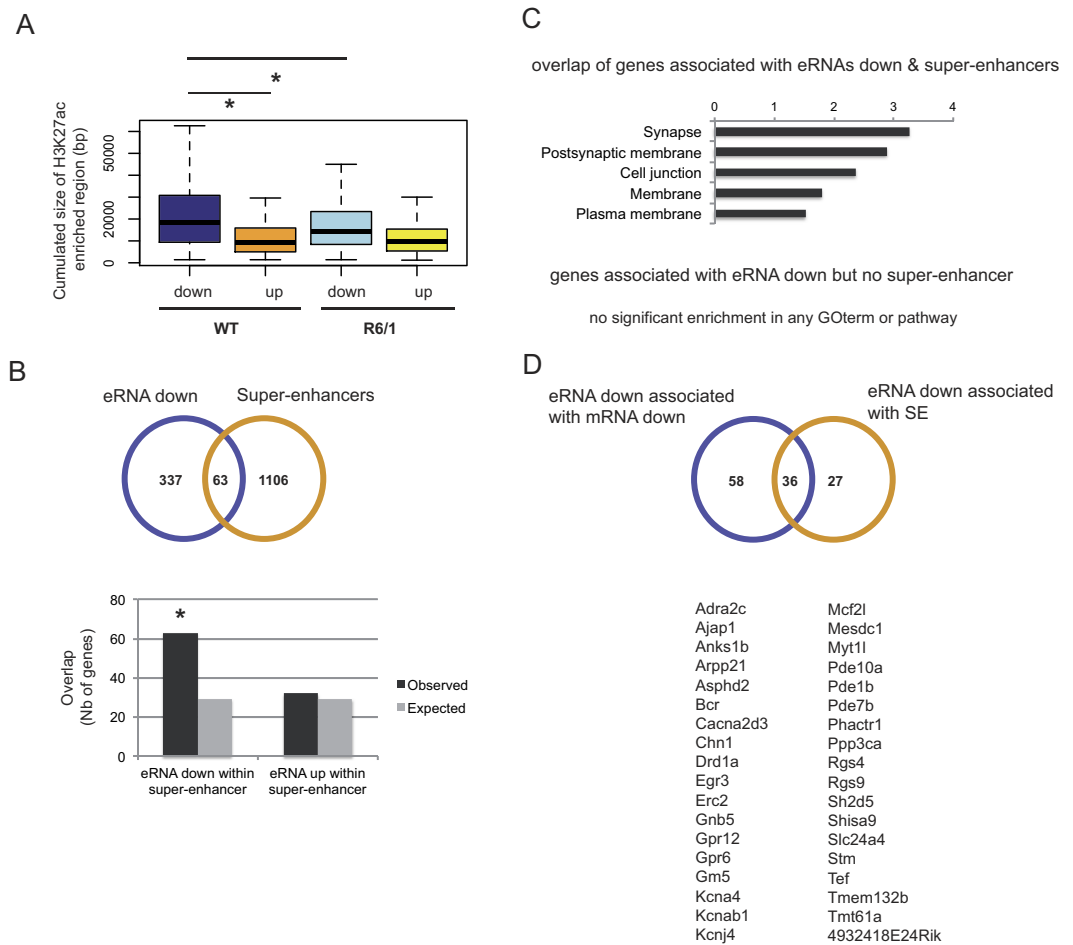 A
*
*
Cumulated size of H3K27ac
enriched region (bp)
0
20000
50000
down
up
down
up
WT
R6/1
B
eRNA down
Super-enhancers
337
63
1106
Overlap
(Nb of genes)
80
60
40
20
0
*
Observed
Expected
eRNA down within
super-enhancer
eRNA up within
super-enhancer
C
overlap of genes associated with eRNAs down & super-enhancers
0
1
2
3
4
Synapse
Postsynaptic membrane
Cell junction
Membrane
Plasma membrane
genes associated with eRNA down but no super-enhancer
no significant enrichment in any GOterm or pathway
D
eRNA down associated
with mRNA down
eRNA down associated
with SE
58
36
27
Adra2c
Ajap1
Anks1b
Arpp21
Asphd2
Bcr
Cacna2d3
Chn1
Drd1a
Egr3
Erc2
Gnb5
Gpr12
Gpr6
Gm5
Kcna4
Kcnab1
Kcnj4
Mcf2l
Mesdc1
Myt1l
Pde10a
Pde1b
Pde7b
Phactr1
Ppp3ca
Rgs4
Rgs9
Sh2d5
Shisa9
Slc24a4
Stm
Tef
Tmem132b
Tmt61a
4932418E24Rik